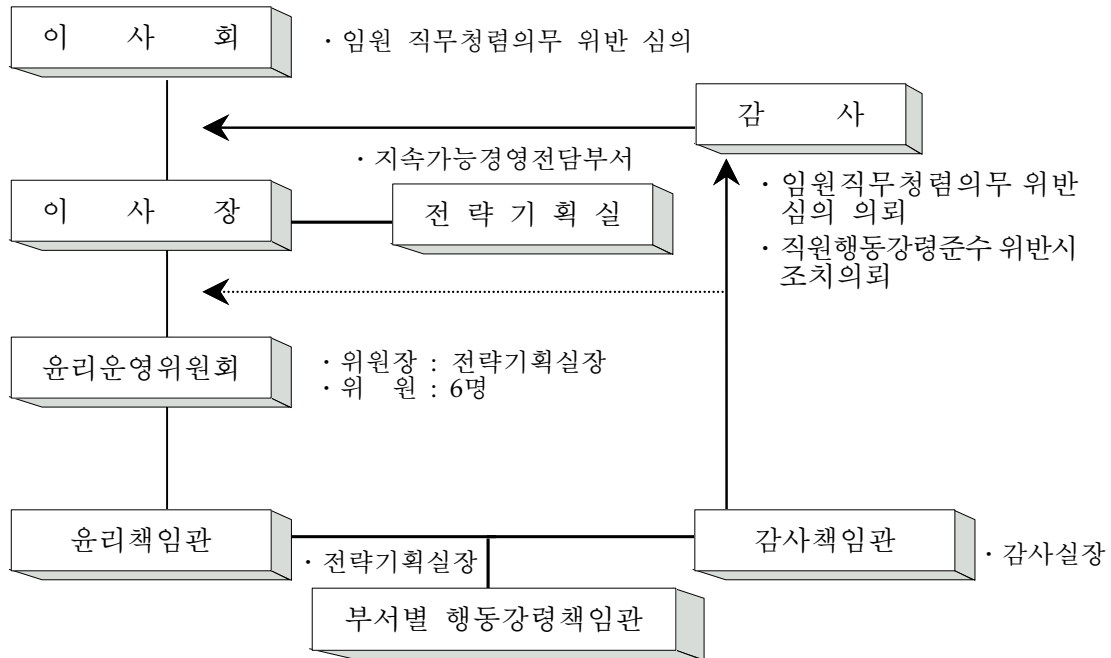 이 사 회
· 임원 직무청렴의무 위반 심의
감 사
· 지속가능경영전담부서
이 사 장
전 략 기 획 실
· 임원직무청렴의무 위반
심의 의뢰
· 직원행동강령준수 위반시
조치의뢰
윤리운영위원회
· 위원장 : 전략기획실장
· 위 원 : 6명
윤리책임관
감사책임관
· 전략기획실장
· 감사실장
부서별 행동강령책임관